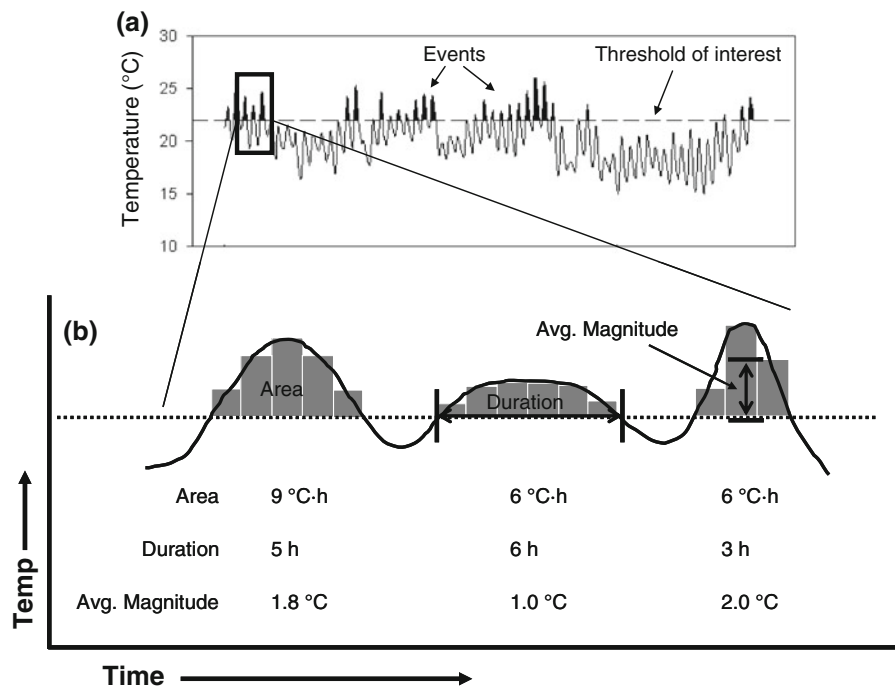 (a)
30
25
20
15
10
Temperature (°C)
Events
Threshold of interest
(b)
Avg. Magnitude
Area
Duration
Area 9 °C·h 6 °C·h 6 °C·h
Duration 5 h 6 h 3 h
Avg. Magnitude 1.8 °C 1.0 °C 2.0 °C
Temp
Time